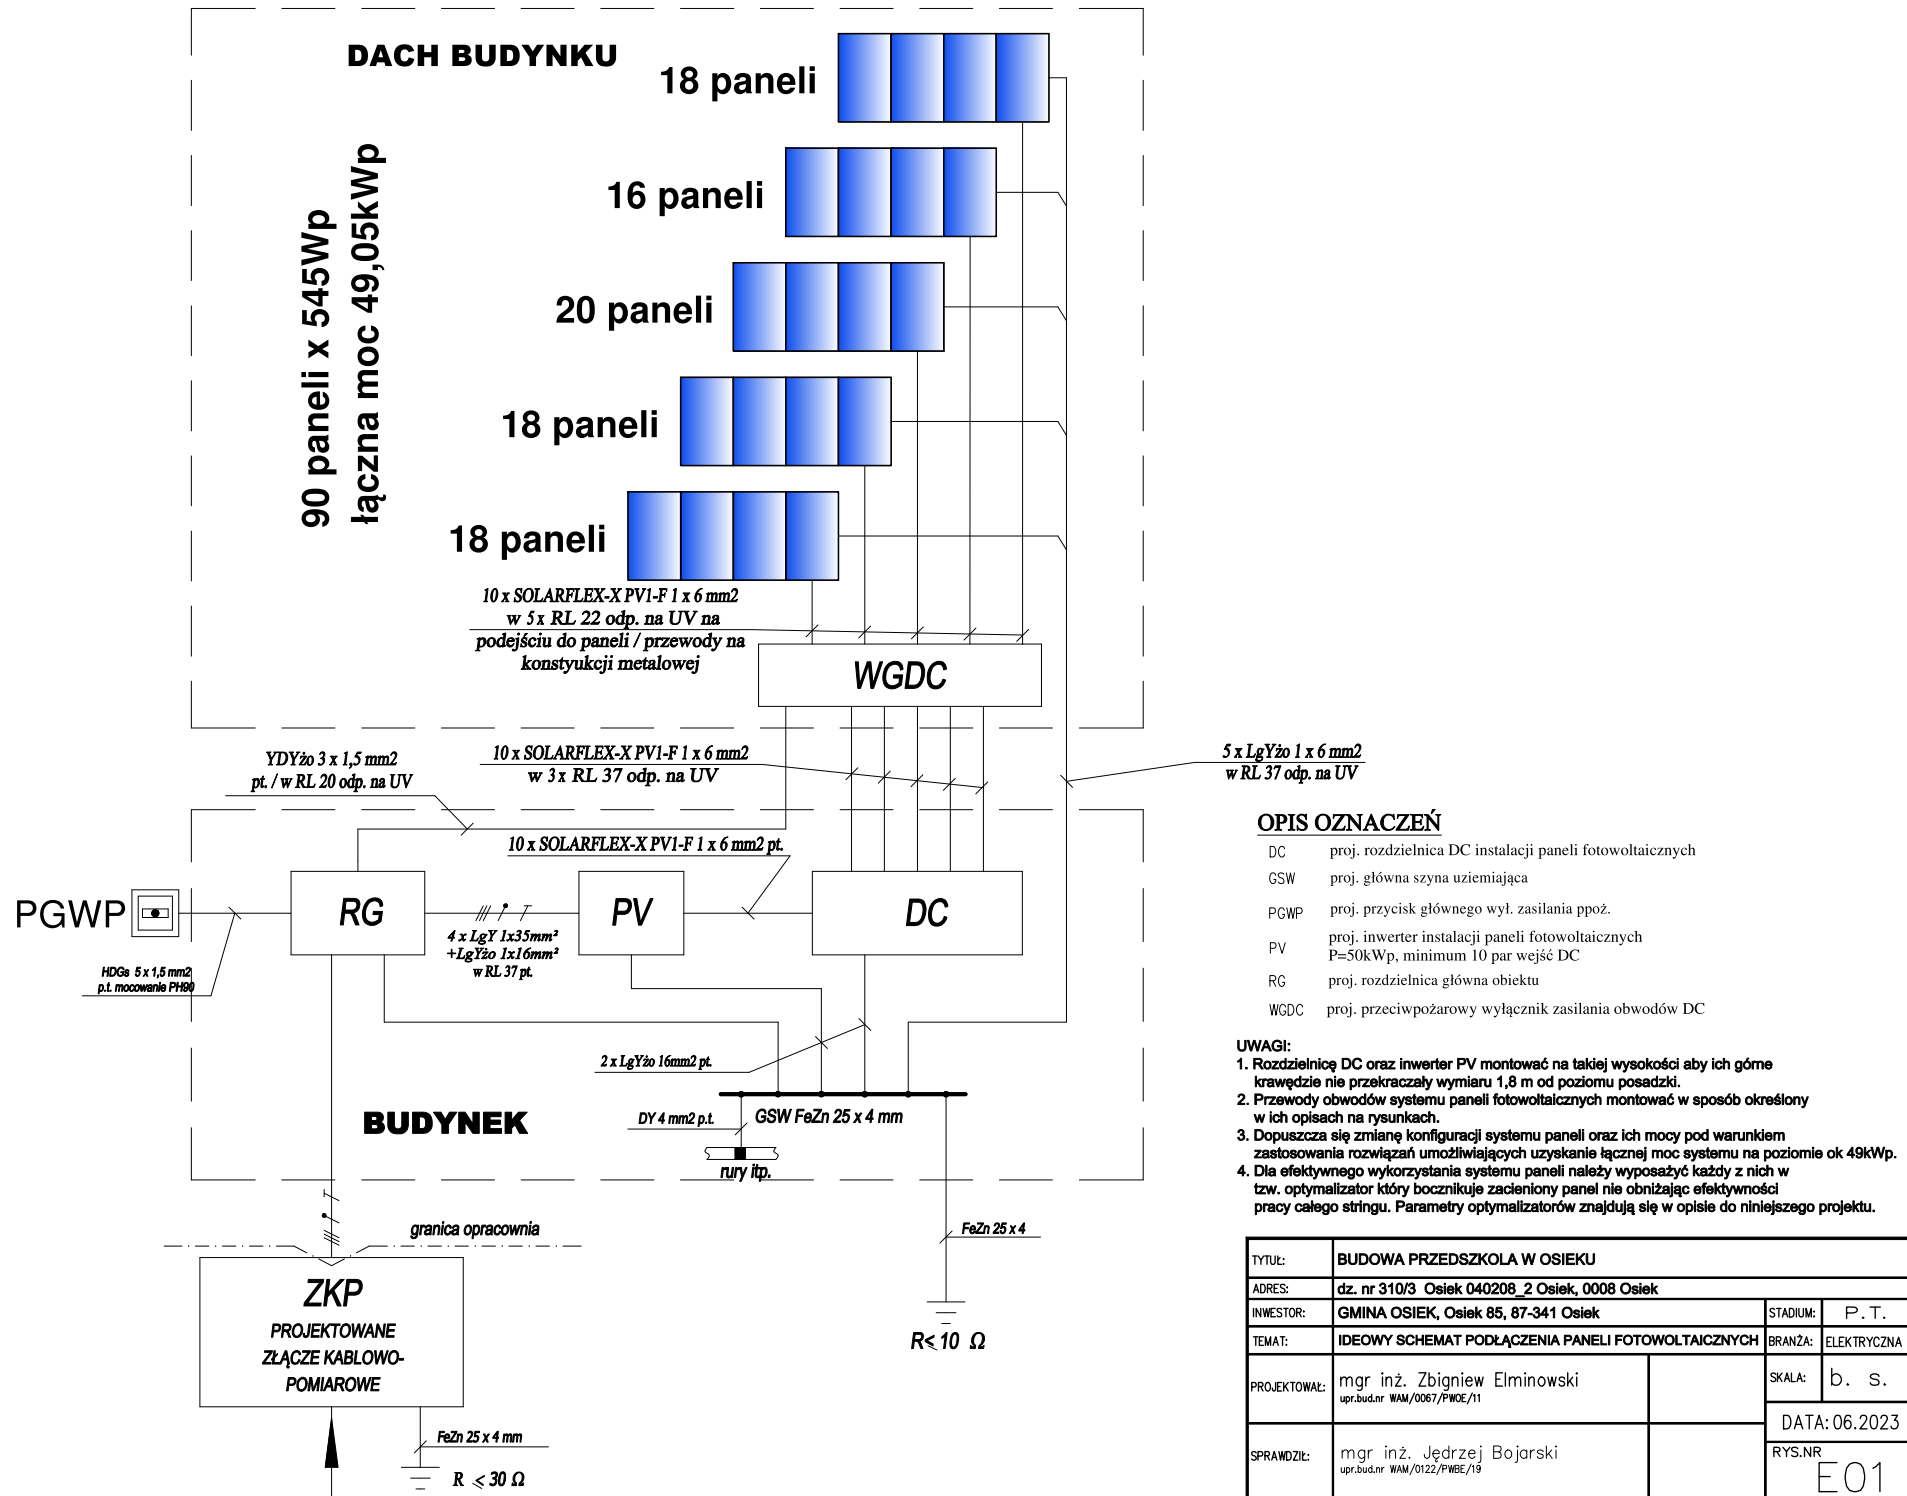 DACH BUDYNKU
90 paneli x 545Wp
łączna moc 49,05kWp
18 paneli
16 paneli
20 paneli
18 paneli
18 paneli
10 x SOLARFLEX-X PV1-F 1 x 6 mm2
w 5x RL 22 odp. na UV na
podejściu do paneli / przewody na
konstyukcji metalowej
WGDC
YDYżo 3 x 1,5 mm2
pt. / w RL 20 odp. na UV
10 x SOLARFLEX-X PV1-F 1 x 6 mm2
w 3x RL 37 odp. na UV
5 x LgYżo 1 x 6 mm2
w RL 37 odp. na UV
10 x SOLARFLEX-X PV1-F 1 x 6 mm2 pt.
PGWP
RG
PV
DC
4 x LgY 1x35mm²
+LgYżo 1x16mm²
w RL 37 pt.
HDGs 5 x 1,5 mm2
p.t. mocowanie PH90
2 x LgYżo 16mm2 pt.
DY 4 mm2 p.t.
GSW FeZn 25 x 4 mm
rury itp.
BUDYNEK
granica opracownia
FeZn 25 x 4
R≤10 Ω
ZKP
PROJEKTOWANE
ZŁĄCZE KABLOWO-
POMIAROWE
FeZn 25 x 4 mm
R ≤ 30 Ω
OPIS OZNACZEŃ
DC proj. rozdzielnica DC instalacji paneli fotowoltaicznych
GSW proj. główna szyna uziemiająca
PGWP proj. przycisk głównego wył. zasilania ppoż.
PV proj. inwerter instalacji paneli fotowoltaicznych
P=50kWp, minimum 10 par wejść DC
RG proj. rozdzielnica główna obiektu
WGDC proj. przeciwpożarowy wyłącznik zasilania obwodów DC
UWAGI:
1. Rozdzielnicę DC oraz inwerter PV montować na takiej wysokości aby ich górne
krawędzie nie przekraczały wymiaru 1,8 m od poziomu posadzki.
2. Przewody obwodów systemu paneli fotowoltaicznych montować w sposób określony
w ich opisach na rysunkach.
3. Dopuszcza się zmianę konfiguracji systemu paneli oraz ich mocy pod warunkiem
zastosowania rozwiązań umożliwiających uzyskanie łącznej moc systemu na poziomie ok 49kWp.
4. Dla efektywnego wykorzystania systemu paneli należy wyposażyć każdy z nich w
tzw. optymalizator który bocznikuje zacieniony panel nie obniżając efektywności
pracy całego stringu. Parametry optymalizatorów znajdują się w opisie do niniejszego projektu.
TYTUŁ: BUDOWA PRZEDSZKOLA W OSIEKU
ADRES: dz. nr 310/3 Osiek 040208_2 Osiek, 0008 Osiek
INWESTOR: GMINA OSIEK, Osiek 85, 87-341 Osiek STADIUM: P.T.
TEMAT: IDEOWY SCHEMAT PODŁĄCZENIA PANELI FOTOWOLTAICZNYCH BRANŻA: ELEKTRYCZNA
PROJEKTOWAŁ: mgr inż. Zbigniew Elminowski SKALA: b. s.
upr.bud.nr WAM/0067/PWOE/11
DATA: 06.2023
SPRAWDZIŁ: mgr inż. Jędrzej Bojarski RYS.NR
upr.bud.nr WAM/0122/PWBE/19
E01